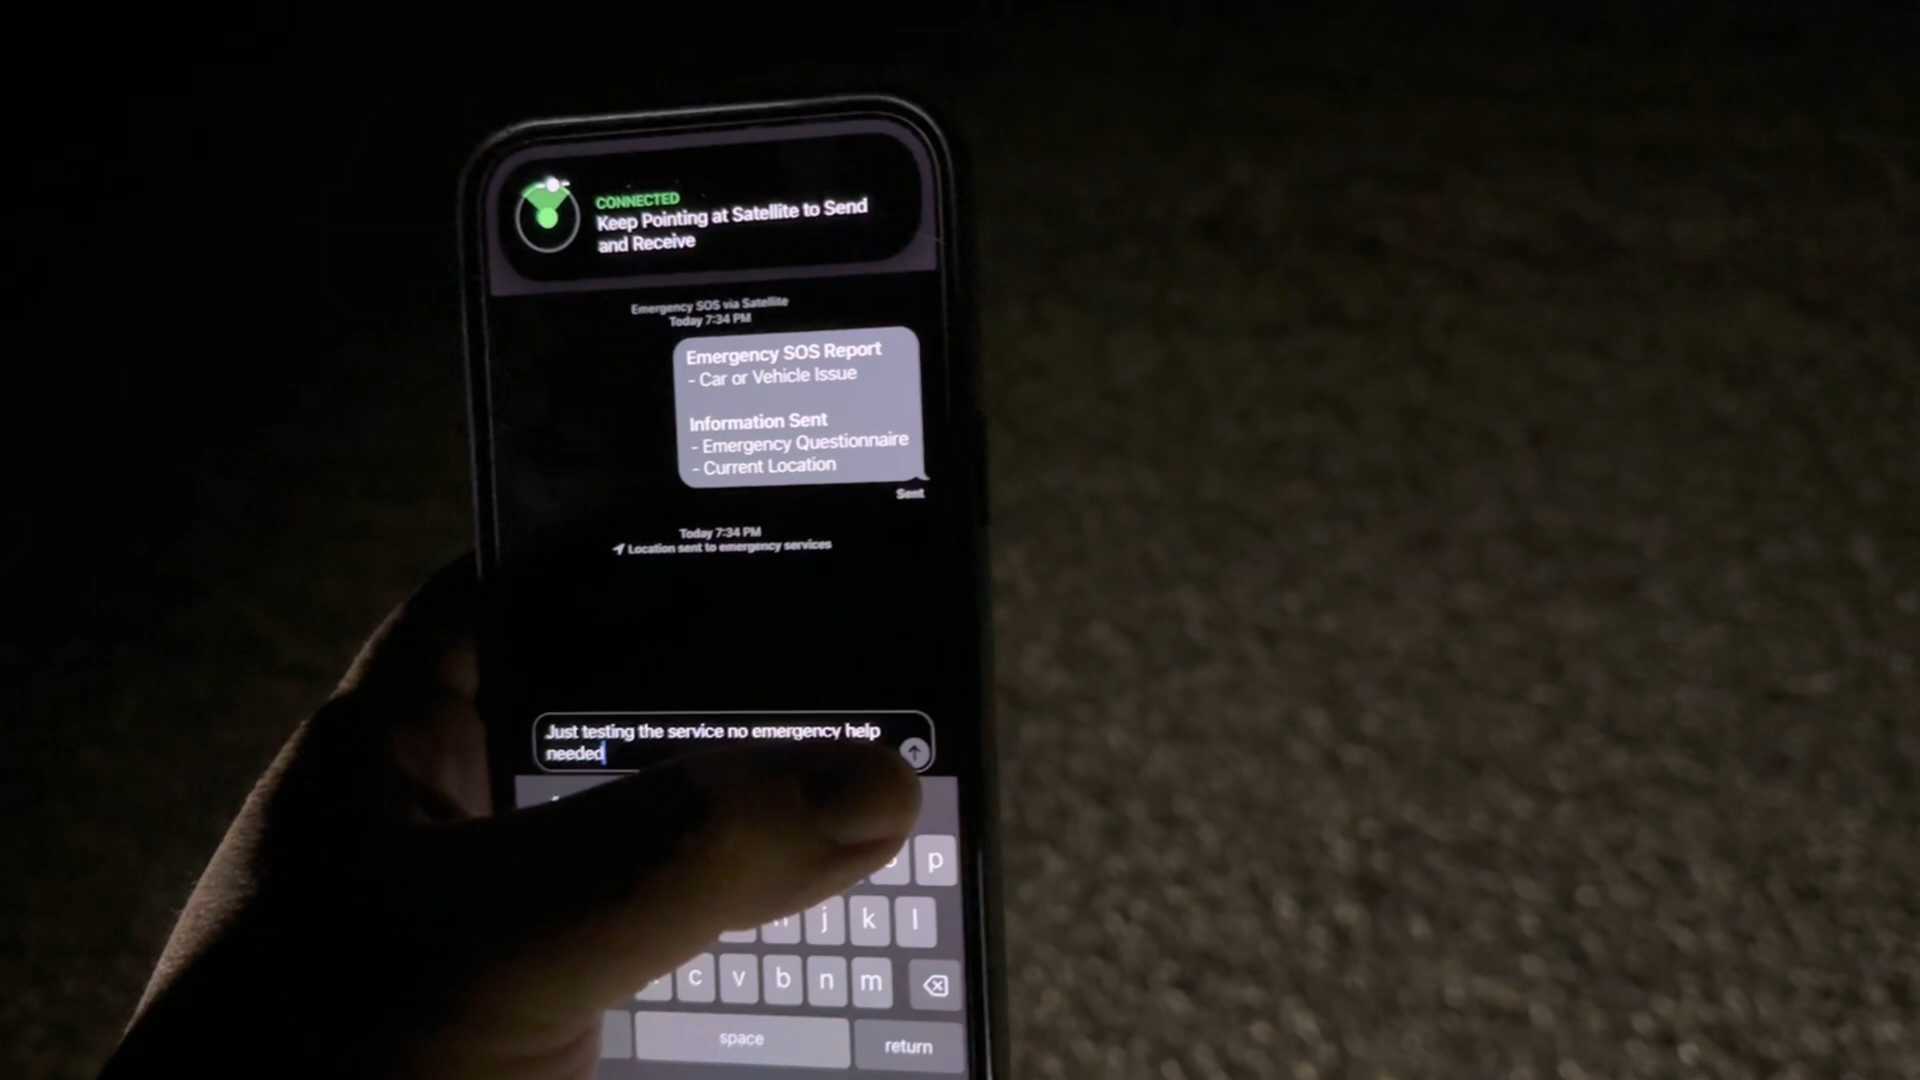 CONNECTED
Keep Pointing at Satellite to Send
and Receive
Emergency SOS via Satellite
Today 7:34 PM
Emergency SOS Report
- Car or Vehicle Issue
Information Sent
- Emergency Questionnaire
- Current Location
Sent
Today 7:34 PM
Location sent to emergency services
Just testing the service no emergency help
needed
p
j k l
c v b n m
space return